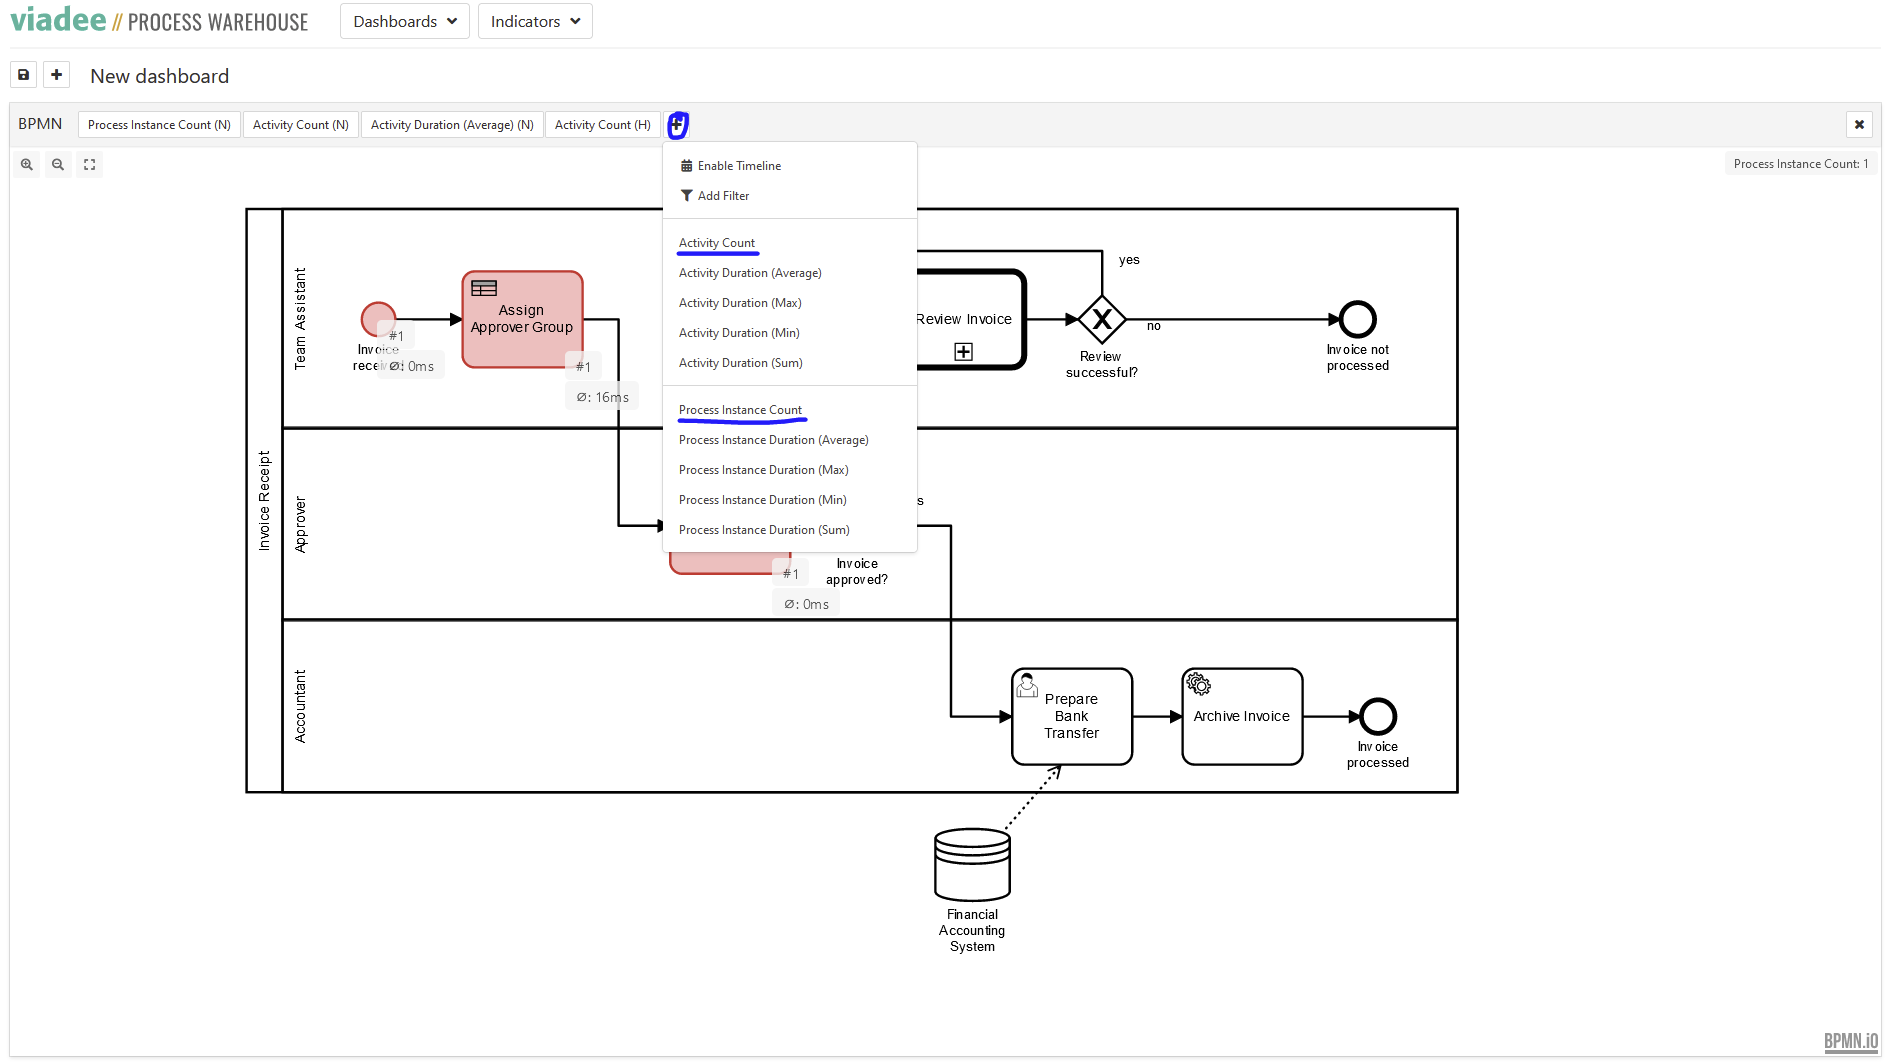 viadee // PROCESS WAREHOUSE
Dashboards
Indicators
New dashboard
BPMN
Process Instance Count (N)
Activity Count (N)
Activity Duration (Average) (N)
Activity Count (H)
Process Instance Count: 1
Enable Timeline
Add Filter
Activity Count
Activity Duration (Average)
Activity Duration (Max)
Activity Duration (Min)
Activity Duration (Sum)
Process Instance Count
Process Instance Duration (Average)
Process Instance Duration (Max)
Process Instance Duration (Min)
Process Instance Duration (Sum)
Invoice Receipt
Team Assistant
Invoice
received
#1
Ø: 0ms
Assign
Approver Group
#1
Ø: 16ms
Review Invoice
yes
no
Review
successful?
Invoice not
processed
Approver
s
#1
Ø: 0ms
Invoice
approved?
Accountant
Prepare
Bank
Transfer
Archive Invoice
Invoice
processed
Financial
Accounting
System
BPMN.iO